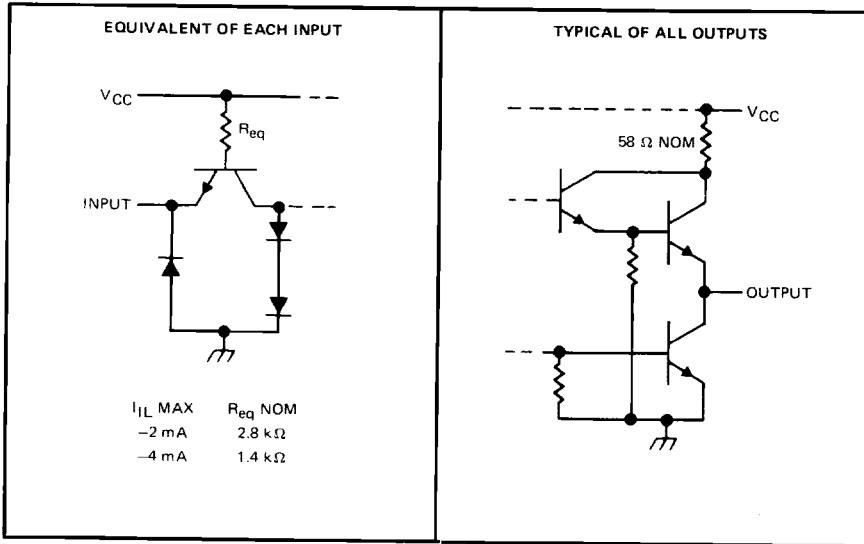 EQUIVALENT OF EACH INPUT
VCC
Req
INPUT
IIL MAX Req NOM
−2 mA 2.8 kΩ
−4 mA 1.4 kΩ
TYPICAL OF ALL OUTPUTS
VCC
58 Ω NOM
OUTPUT